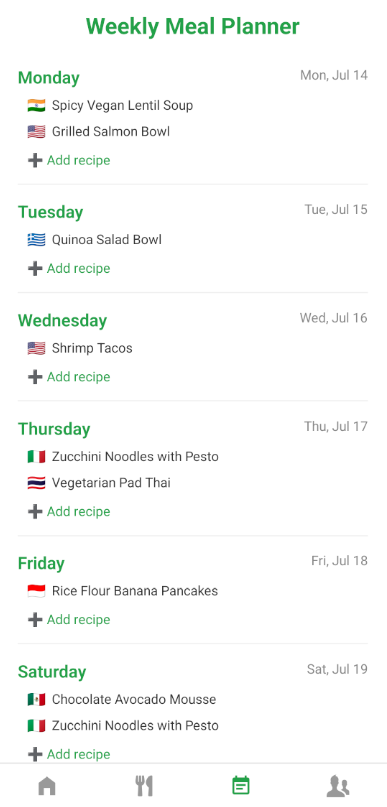 Weekly Meal Planner
Monday Mon, Jul 14
Spicy Vegan Lentil Soup
Grilled Salmon Bowl
Add recipe
Tuesday Tue, Jul 15
Quinoa Salad Bowl
Add recipe
Wednesday Wed, Jul 16
Shrimp Tacos
Add recipe
Thursday Thu, Jul 17
Zucchini Noodles with Pesto
Vegetarian Pad Thai
Add recipe
Friday Fri, Jul 18
Rice Flour Banana Pancakes
Add recipe
Saturday Sat, Jul 19
Chocolate Avocado Mousse
Zucchini Noodles with Pesto
Add recipe